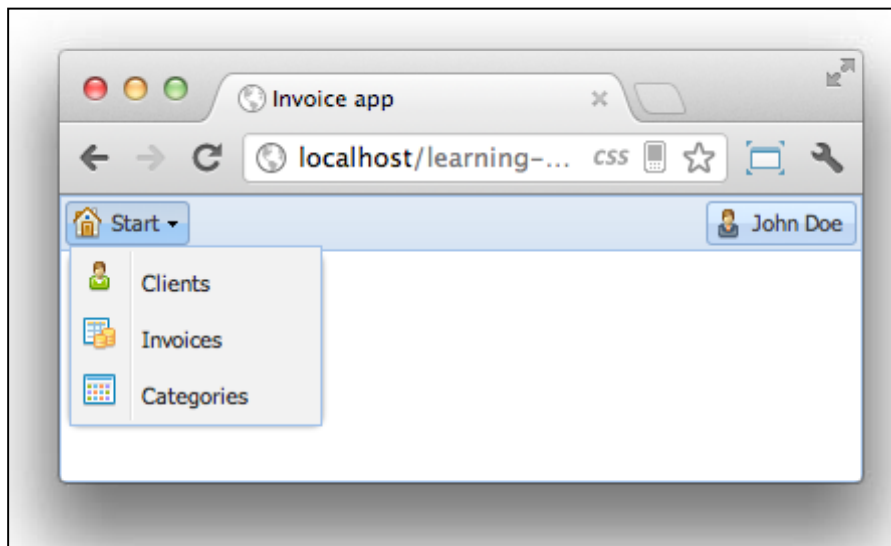 Invoice app
localhost/learning-... CSS
Start John Doe
Clients
Invoices
Categories